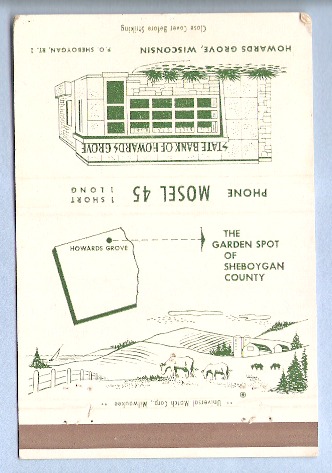 Close Cover Before Striking
HOWARDS GROVE, WISCONSIN
P.O. SHEBOYGAN, RT. 2
STATE BANK OF HOWARDS GROVE
PHONE MOSEL 45 1 SHORT
1 LONG
HOWARDS GROVE
THE
GARDEN SPOT
OF
SHEBOYGAN
COUNTY
** Universal Match Corp., Milwaukee **